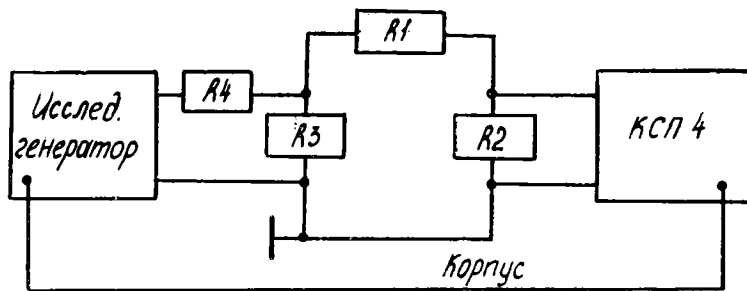 R1
Исслед.
генератор
R4
R3
R2
КСП 4
Корпус